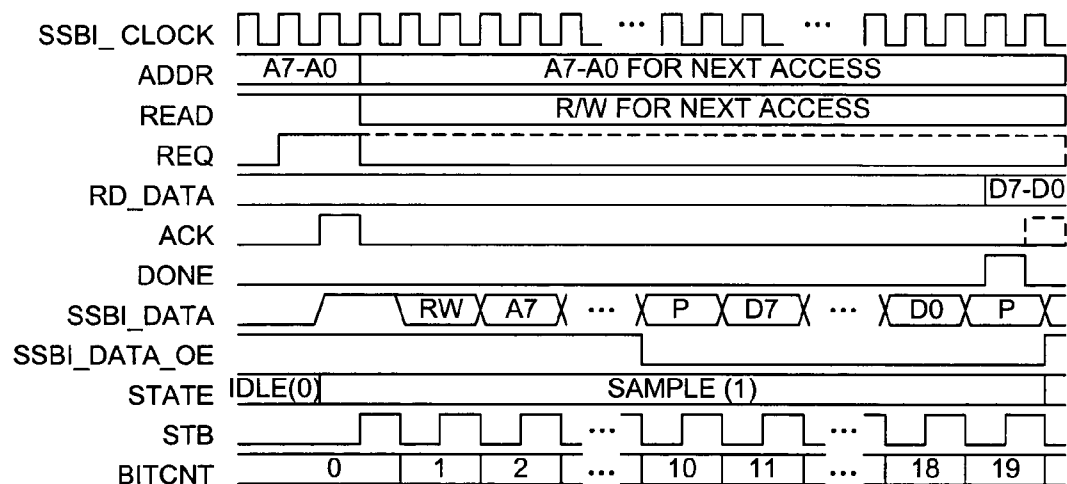 SSBI_ CLOCK ... ...
ADDR A7-A0 A7-A0 FOR NEXT ACCESS
READ R/W FOR NEXT ACCESS
REQ
RD_DATA D7-D0
ACK
DONE
SSBI_DATA RW A7 ... P D7 ... D0 P
SSBI_DATA_OE
STATE IDLE(0) SAMPLE (1)
STB ... ...
BITCNT 0 1 2 ... 10 11 ... 18 19